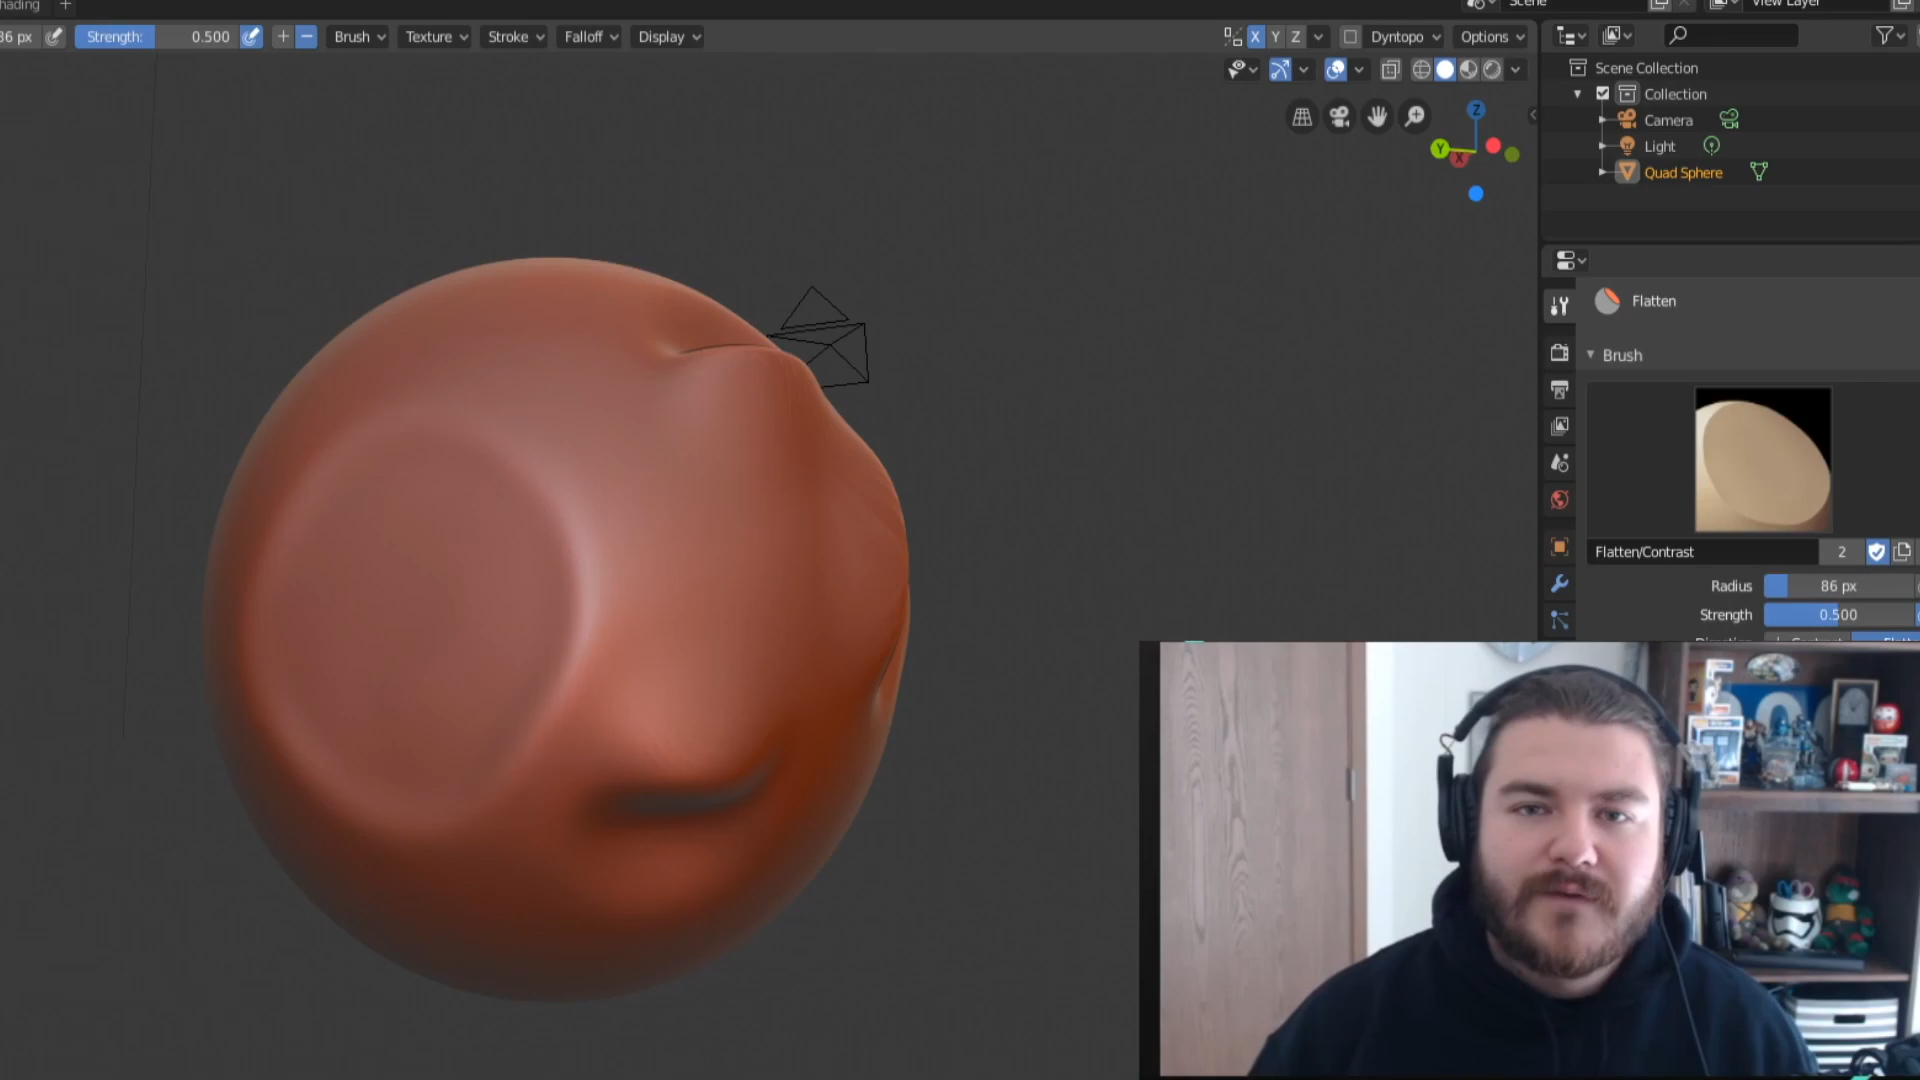 hading +
Scene
View Layer
86 px Strength: 0.500 + − Brush Texture Stroke Falloff Display
X Y Z Dyntopo Options
Scene Collection
Collection
Camera
Light
Quad Sphere
Z
Y
X
Flatten
Brush
Flatten/Contrast 2
Radius 86 px
Strength 0.500